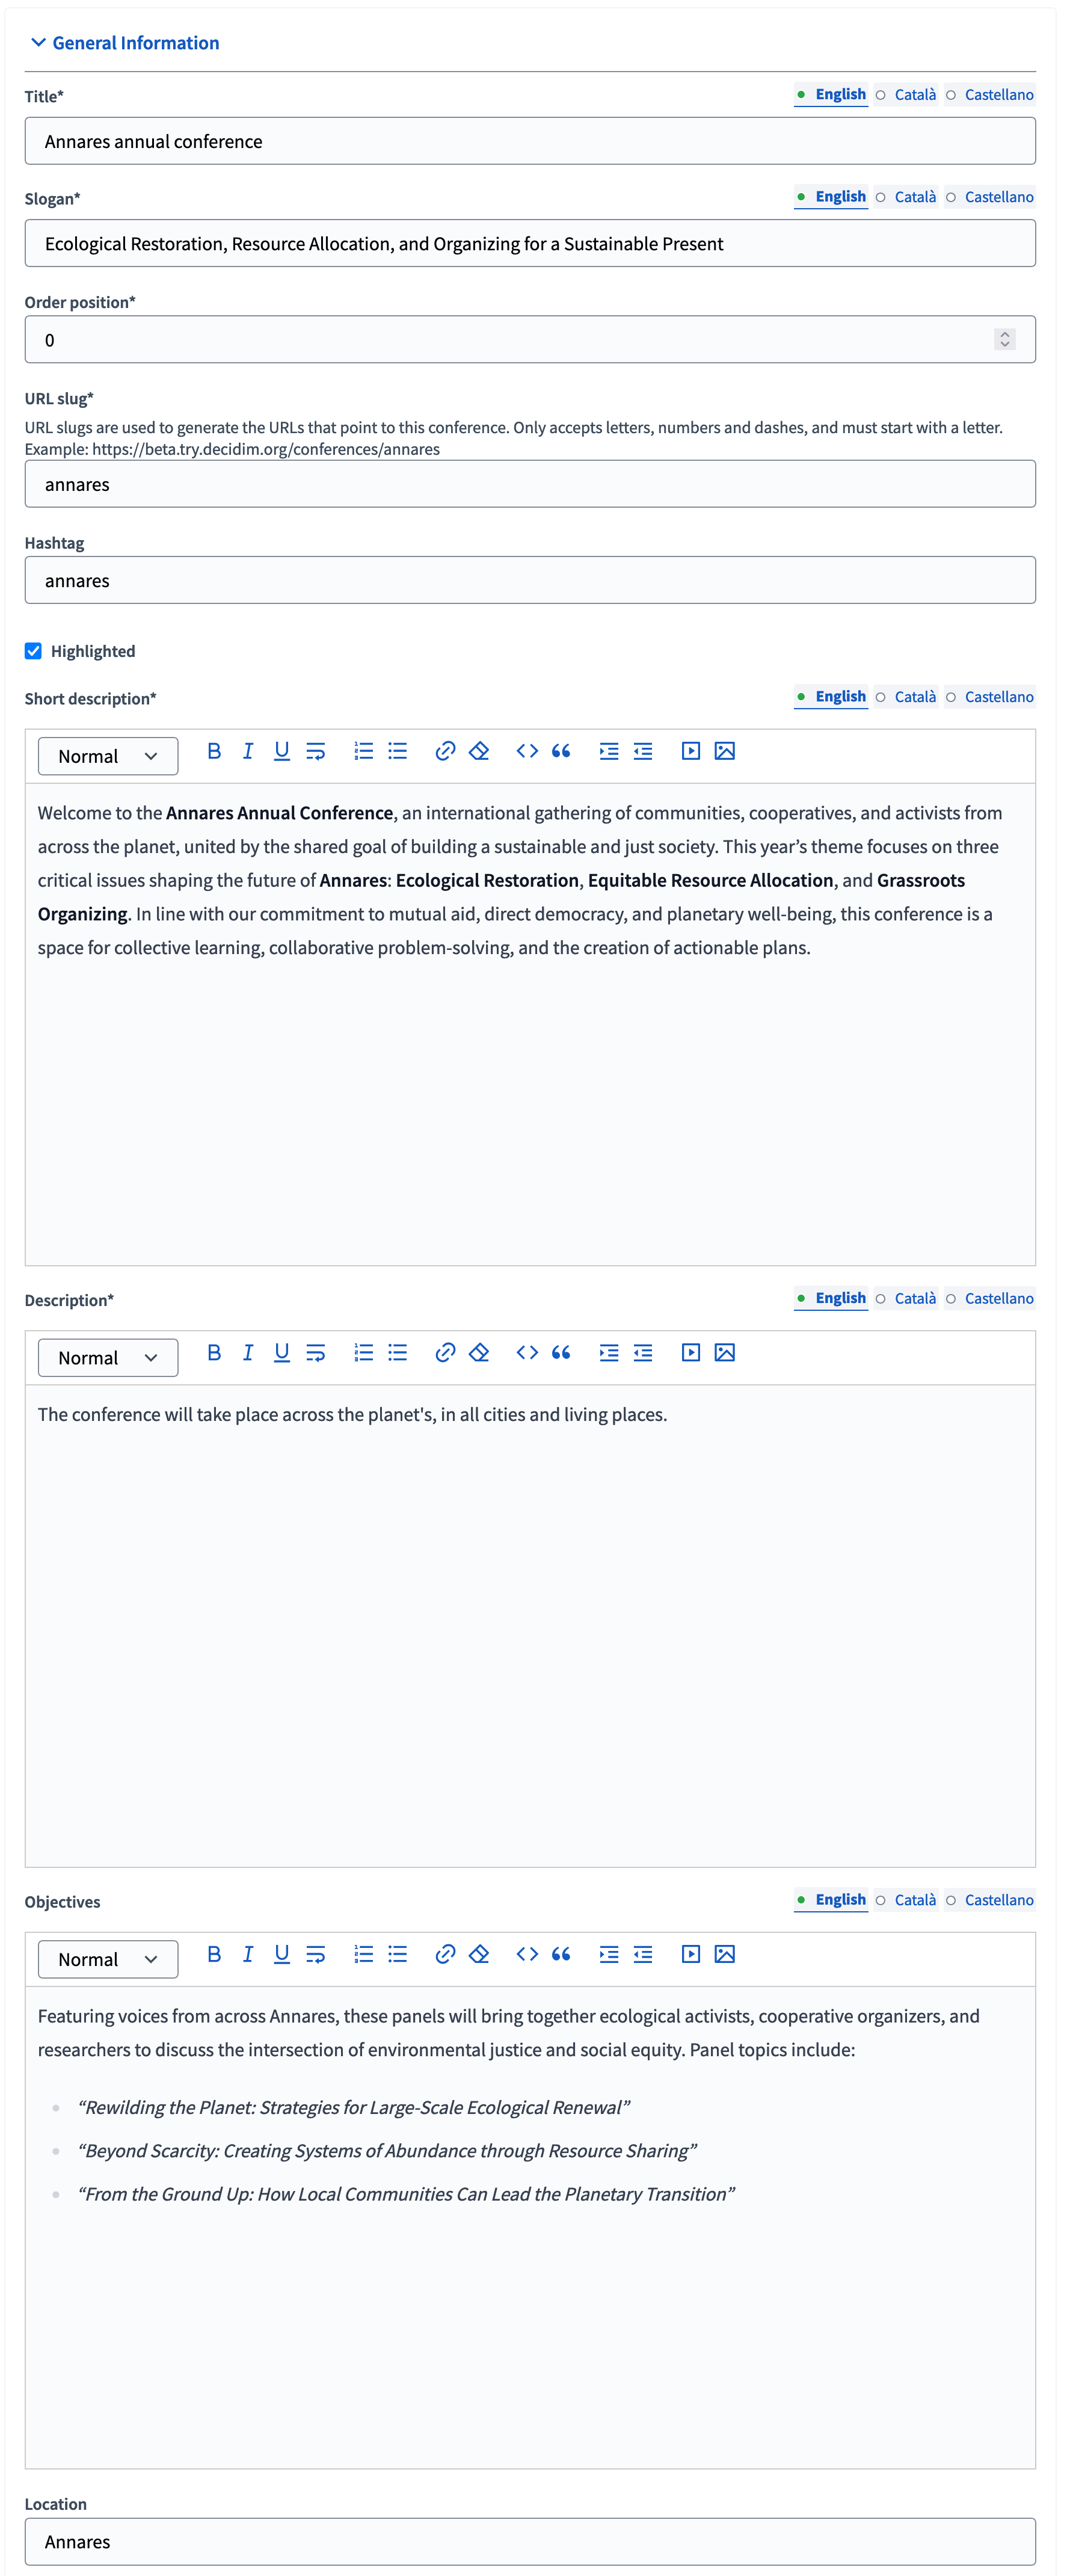 General Information
Title* English Català Castellano
Annares annual conference
Slogan* English Català Castellano
Ecological Restoration, Resource Allocation, and Organizing for a Sustainable Present
Order position*
0
URL slug*
URL slugs are used to generate the URLs that point to this conference. Only accepts letters, numbers and dashes, and must start with a letter.
Example: https://beta.try.decidim.org/conferences/annares
annares
Hashtag
annares
Highlighted
Short description* English Català Castellano
Normal
Welcome to the Annares Annual Conference, an international gathering of communities, cooperatives, and activists from
across the planet, united by the shared goal of building a sustainable and just society. This year’s theme focuses on three
critical issues shaping the future of Annares: Ecological Restoration, Equitable Resource Allocation, and Grassroots
Organizing. In line with our commitment to mutual aid, direct democracy, and planetary well-being, this conference is a
space for collective learning, collaborative problem-solving, and the creation of actionable plans.
Description* English Català Castellano
Normal
The conference will take place across the planet's, in all cities and living places.
Objectives English Català Castellano
Normal
Featuring voices from across Annares, these panels will bring together ecological activists, cooperative organizers, and
researchers to discuss the intersection of environmental justice and social equity. Panel topics include:
“Rewilding the Planet: Strategies for Large-Scale Ecological Renewal”
“Beyond Scarcity: Creating Systems of Abundance through Resource Sharing”
“From the Ground Up: How Local Communities Can Lead the Planetary Transition”
Location
Annares